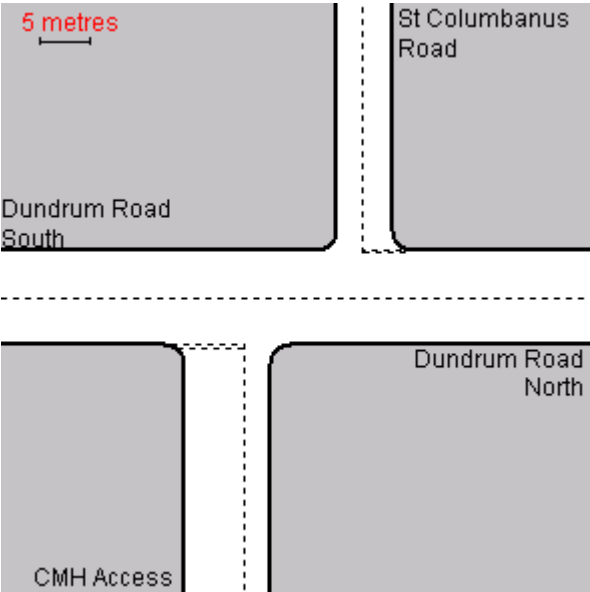 5 metres
St Columbanus
Road
Dundrum Road
South
Dundrum Road
North
CMH Access